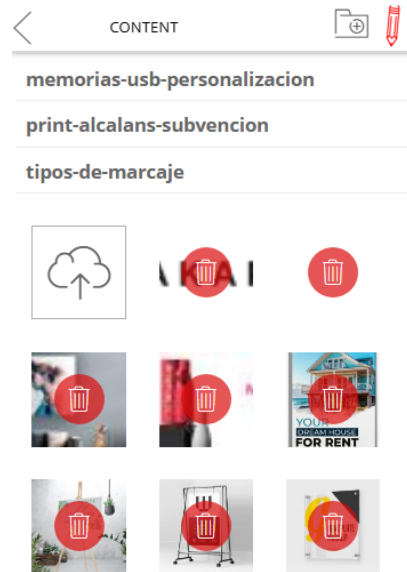 CONTENT
memorias-usb-personalizacion
print-alcalans-subvencion
tipos-de-marcaje
YOUR
DREAM HOUSE
FOR RENT